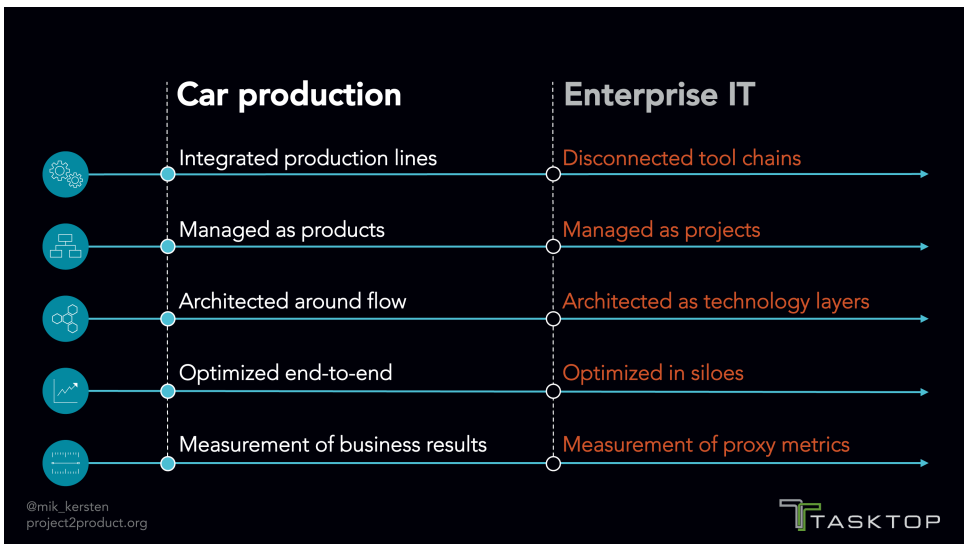 Car production
Enterprise IT
Integrated production lines
Disconnected tool chains
Managed as products
Managed as projects
Architected around flow
Architected as technology layers
Optimized end-to-end
Optimized in siloes
Measurement of business results
Measurement of proxy metrics
@mik_kersten
project2product.org
TASKTOP